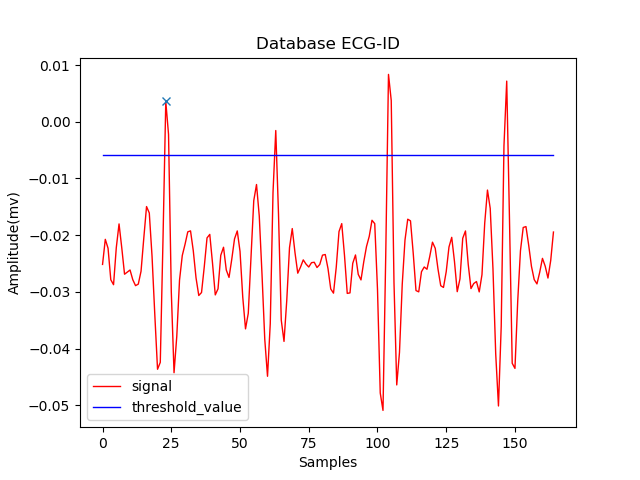 Database ECG-ID
Amplitude(mv)
0.01
0.00
−0.01
−0.02
−0.03
−0.04
−0.05
signal
threshold_value
0 25 50 75 100 125 150
Samples